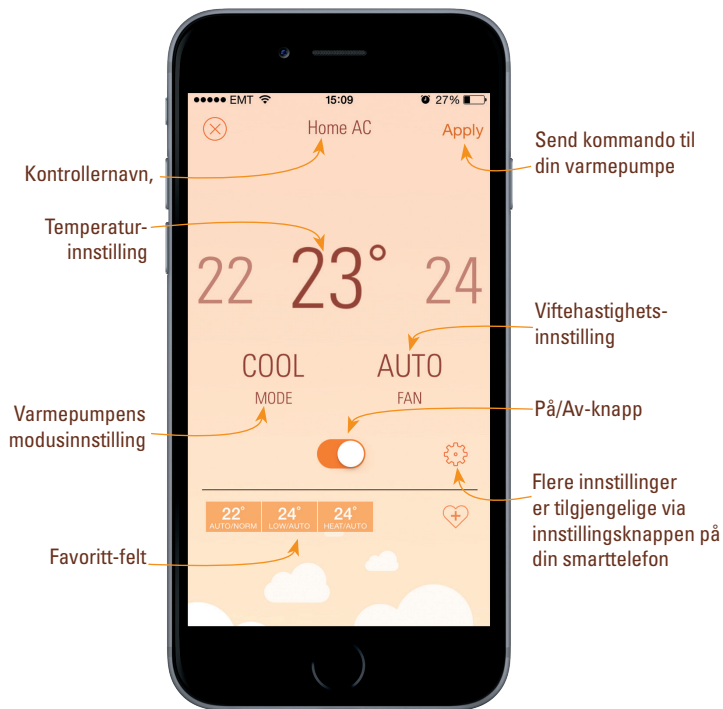 ●●●●● EMT 15:09 27%
Home AC
Apply
Send kommando til
din varmepumpe
Kontrollernavn,
Temperatur-
innstilling
22 23° 24
Viftehastighets-
innstilling
COOL AUTO
MODE FAN
Varmepumpens
modusinnstilling
På/Av-knapp
Flere innstillinger
er tilgjengelige via
innstillingsknappen på
din smarttelefon
22° 24° 24°
AUTO/NORM LOW/AUTO HEAT/AUTO
Favoritt-felt